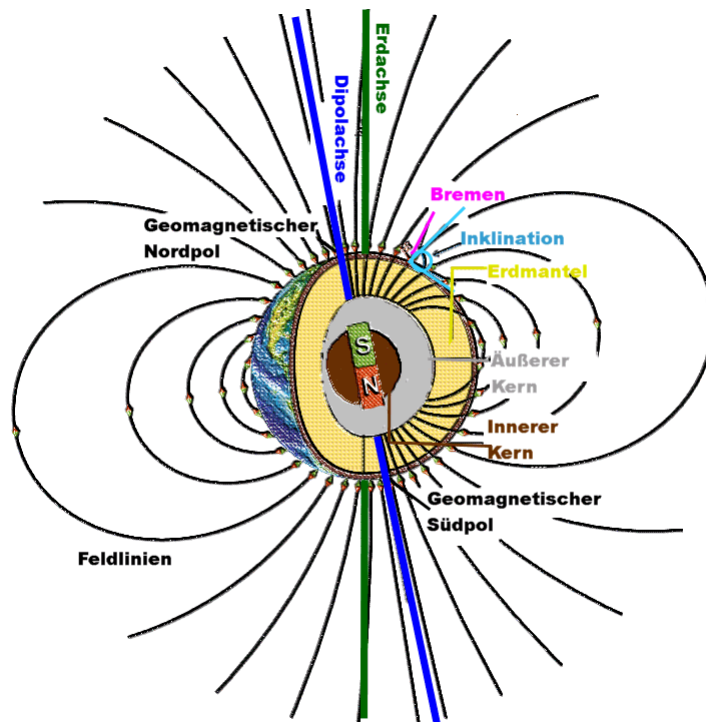 Erdachse
Dipolachse
Bremen
Geomagnetischer
Nordpol
Inklination
Erdmantel
S
N
Äußerer
Kern
Innerer
Kern
Geomagnetischer
Südpol
Feldlinien